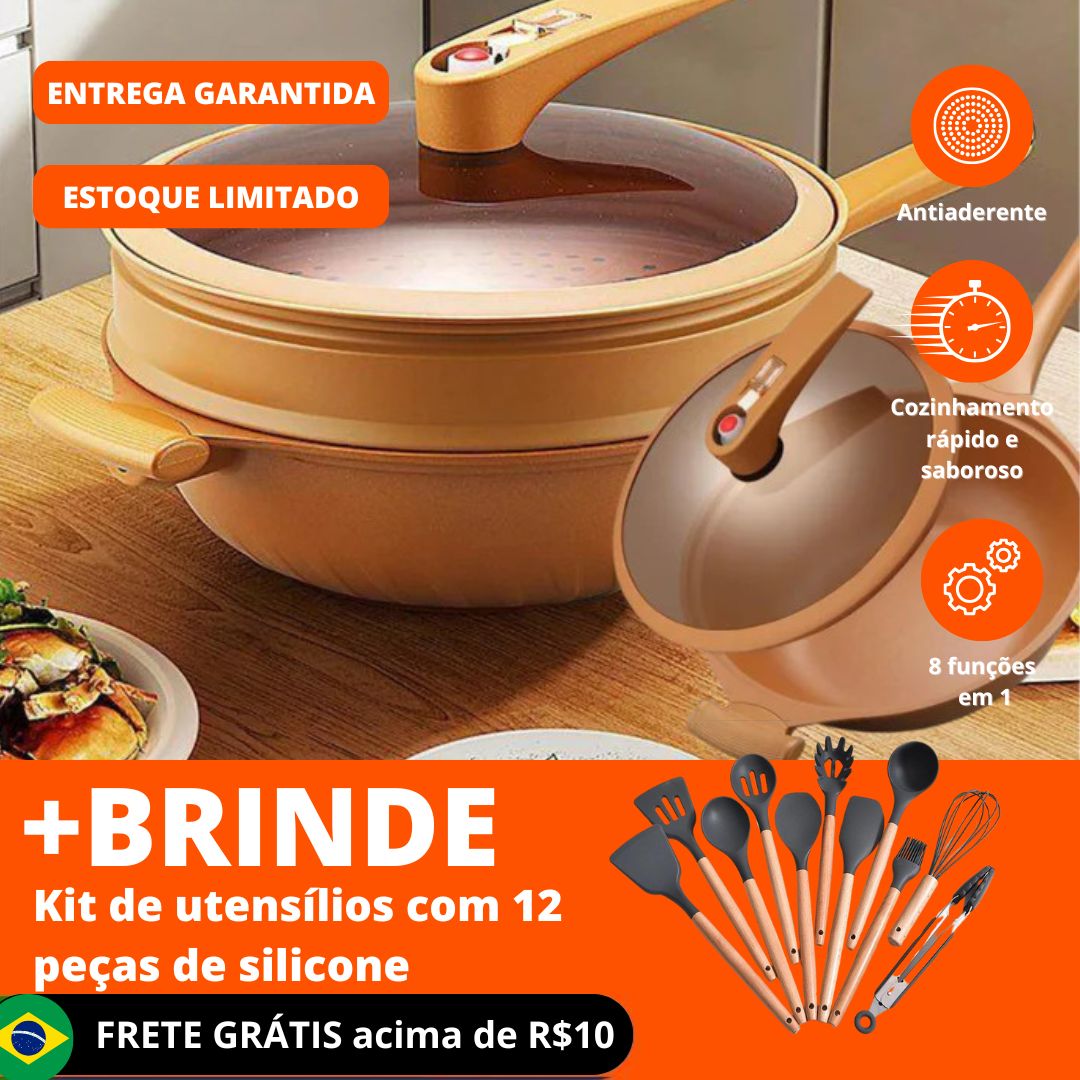 ENTREGA GARANTIDA
ESTOQUE LIMITADO
Antiaderente
Cozinhamento
rápido e
saboroso
8 funções
em 1
+BRINDE
Kit de utensílios com 12
peças de silicone
FRETE GRÁTIS acima de R$10